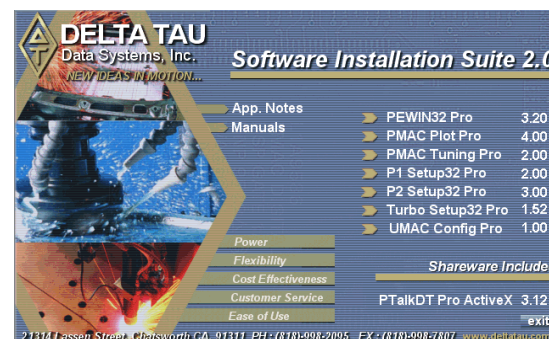 DELTA TAU
Data Systems, Inc.
NEW IDEAS IN MOTION...
Software Installation Suite 2.0
App. Notes
Manuals
PEWIN32 Pro 3.20
PMAC Plot Pro 4.00
PMAC Tuning Pro 2.00
P1 Setup32 Pro 2.00
P2 Setup32 Pro 3.00
Turbo Setup32 Pro 1.52
UMAC Config Pro 1.00
Power
Flexibility
Cost Effectiveness
Customer Service
Ease of Use
Shareware Include
PTalkDT Pro ActiveX 3.12
exit
21314 Lassen Street, Chatsworth CA. 91311 PH : (818)-998-2095 FX : (818)-998-7807 www.deltatau.com